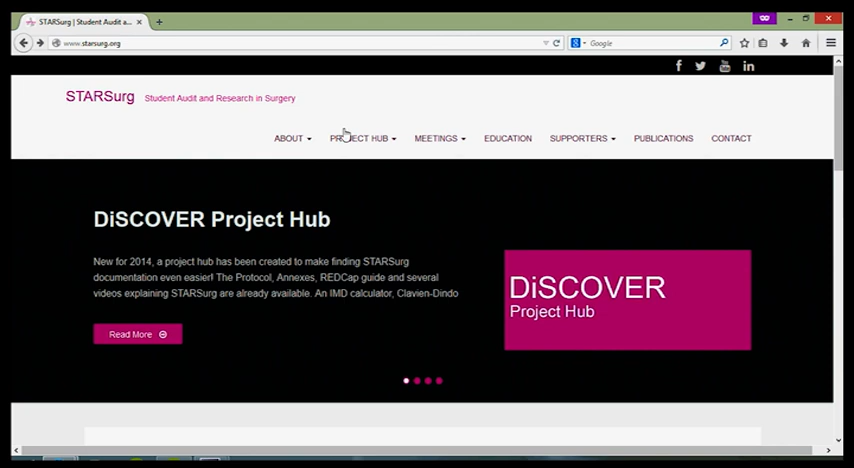 STARSurg | Student Audit a...
www.starsurg.org
Google
STARSurg Student Audit and Research in Surgery
ABOUT PROJECT HUB MEETINGS EDUCATION SUPPORTERS PUBLICATIONS CONTACT
DiSCOVER Project Hub
New for 2014, a project hub has been created to make finding STARSurg
documentation even easier! The Protocol, Annexes, REDCap guide and several
videos explaining STARSurg are already available. An IMD calculator, Clavien-Dindo
Read More
DiSCOVER
Project Hub